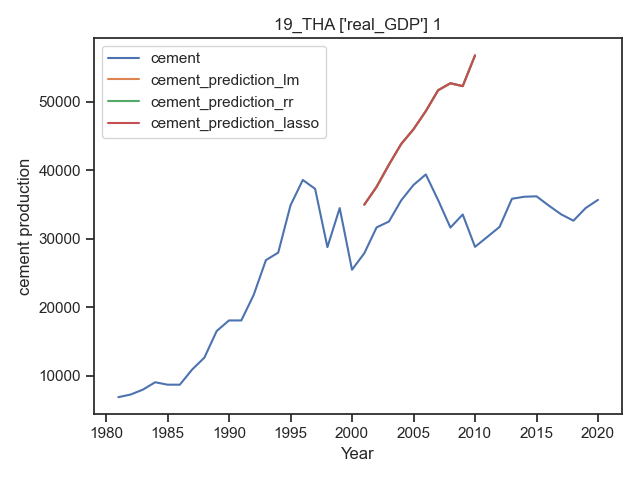 19_THA ['real_GDP'] 1
cement
cement_prediction_lm
cement_prediction_rr
cement_prediction_lasso
cement production
50000
40000
30000
20000
10000
1980 1985 1990 1995 2000 2005 2010 2015 2020
Year